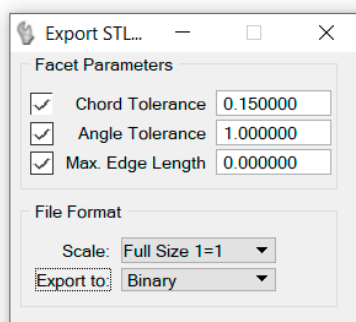 Export STL...
Facet Parameters
Chord Tolerance 0.150000
Angle Tolerance 1.000000
Max. Edge Length 0.000000
File Format
Scale: Full Size 1=1
Export to: Binary